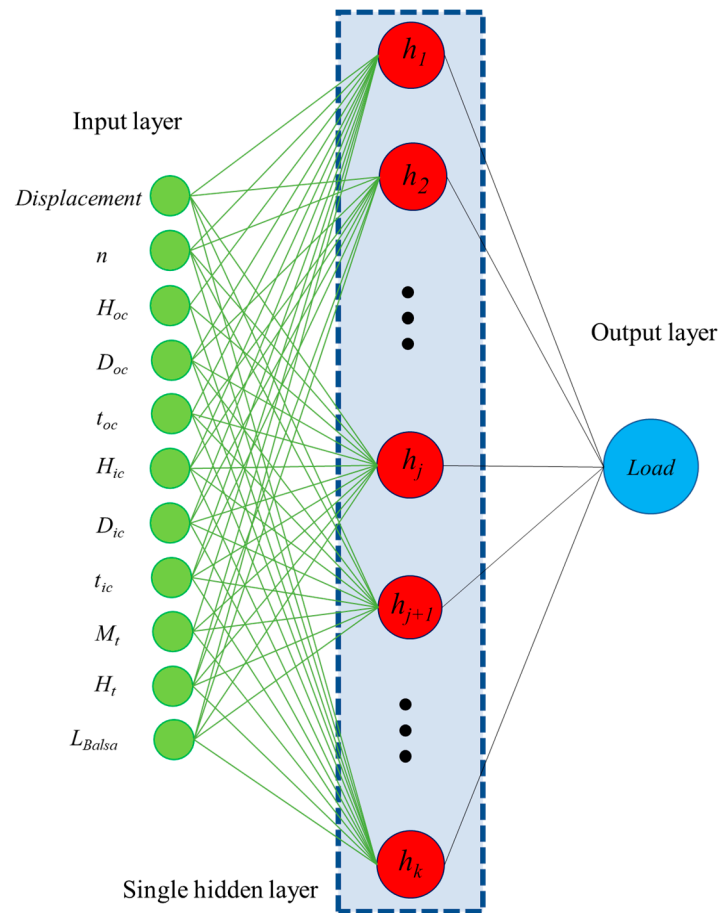 Input layer
Displacement
n
H_oc
D_oc
t_oc
H_ic
D_ic
t_ic
M_t
H_t
L_Balsa
h_1
h_2
h_j
h_j+1
h_k
Single hidden layer
Output layer
Load